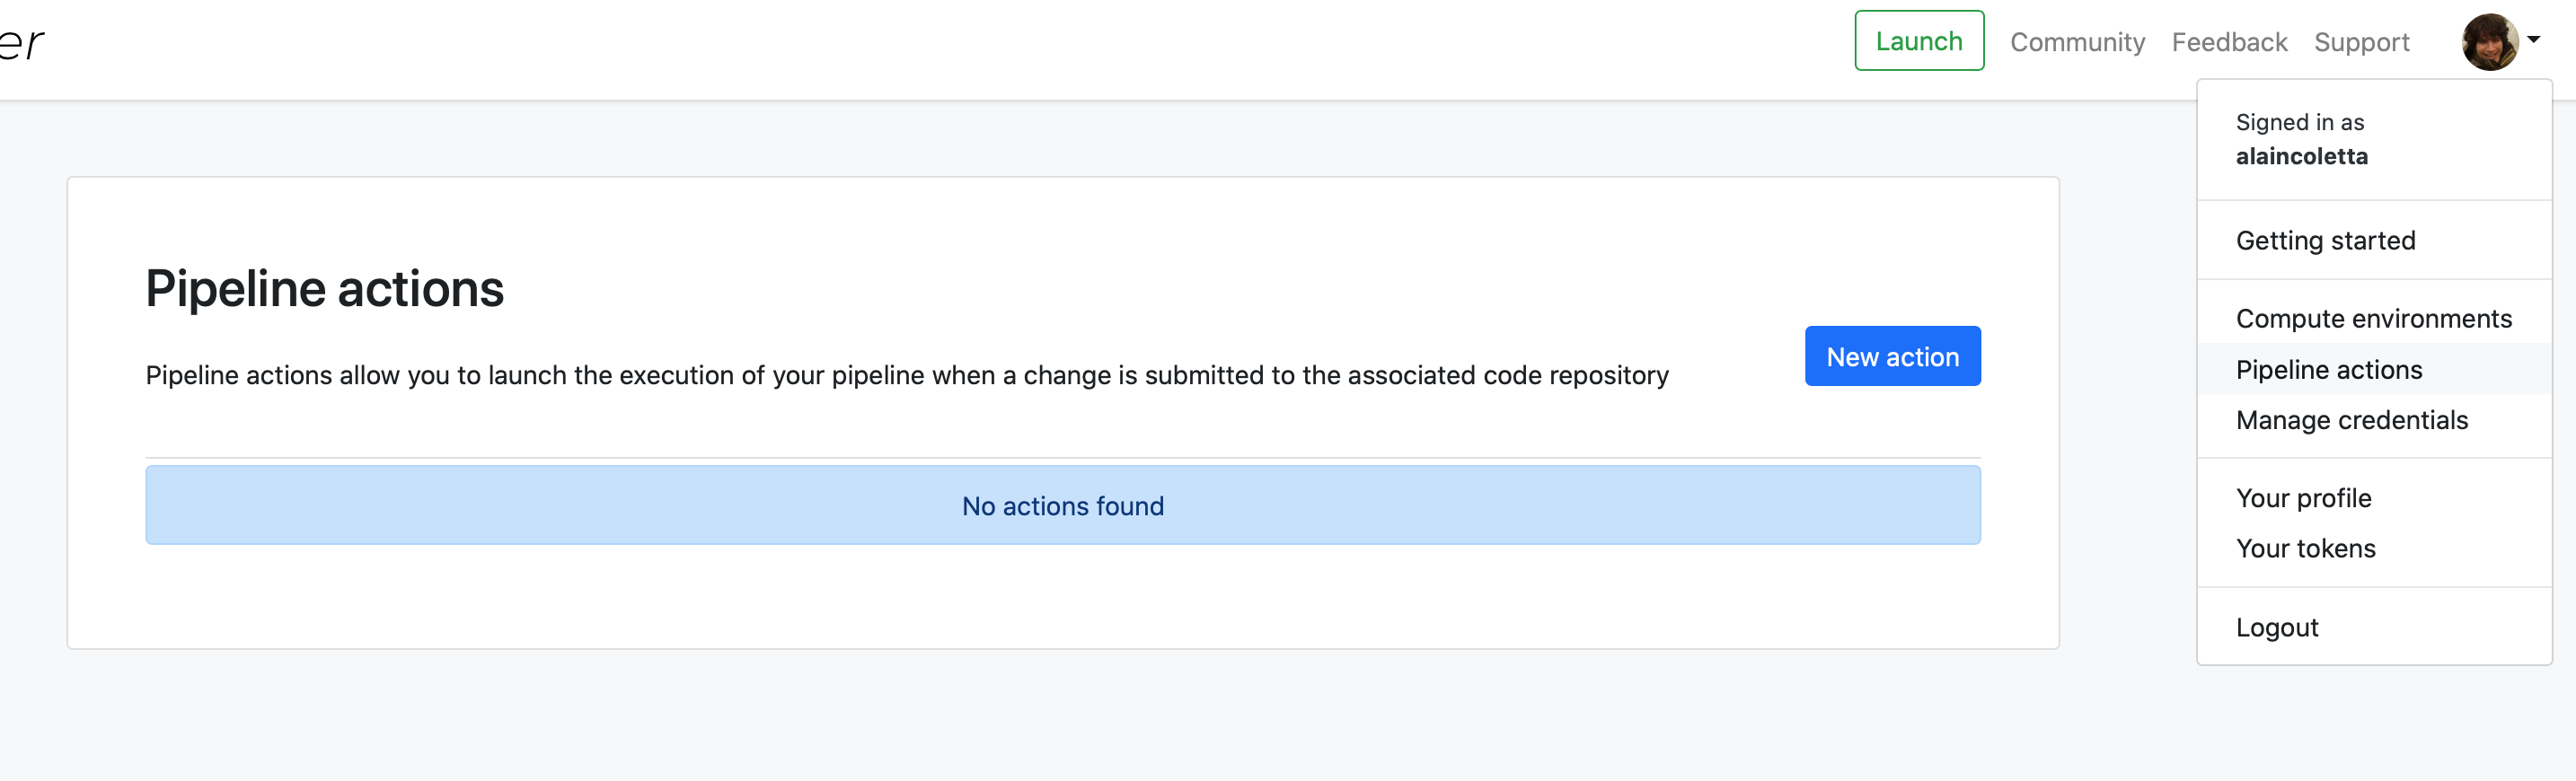 er
Launch
Community
Feedback
Support
Signed in as
alaincoletta
Getting started
Compute environments
Pipeline actions
Manage credentials
Your profile
Your tokens
Logout
Pipeline actions
Pipeline actions allow you to launch the execution of your pipeline when a change is submitted to the associated code repository
New action
No actions found